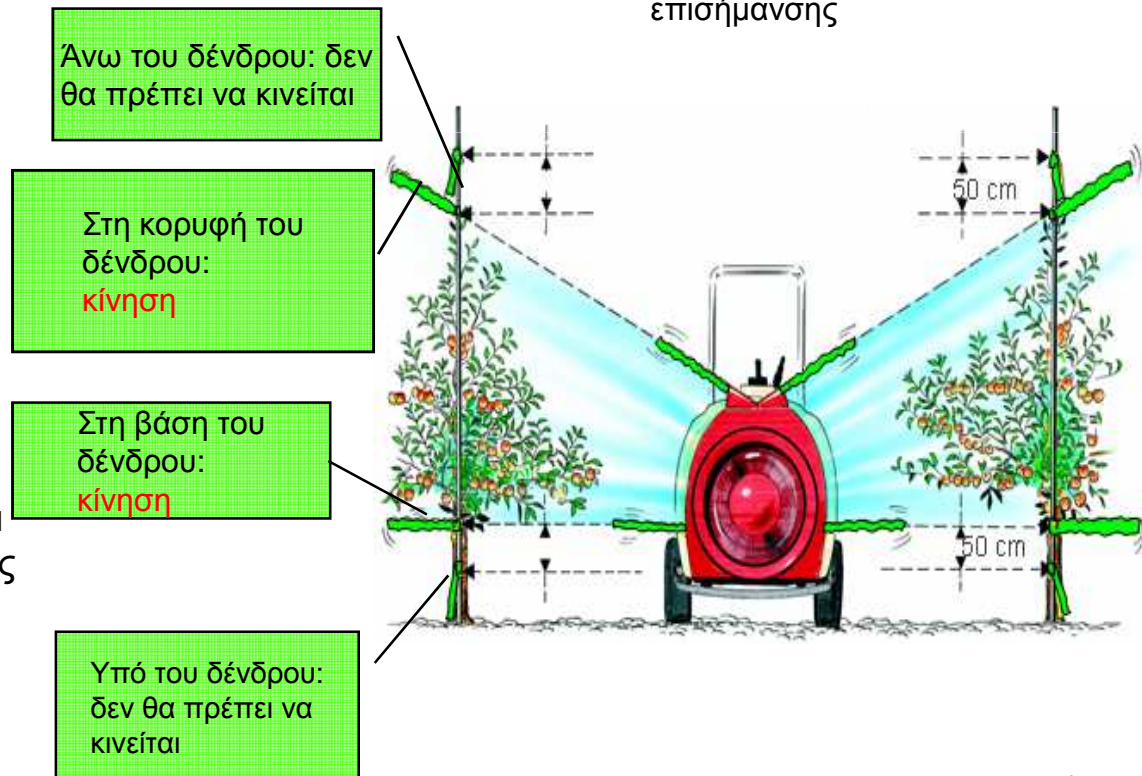 επισήμανσης
Άνω του δένδρου: δεν
θα πρέπει να κινείται
Στη κορυφή του
δένδρου:
κίνηση
50 cm
Στη βάση του
δένδρου:
κίνηση
ς
50 cm
Υπό του δένδρου:
δεν θα πρέπει να
κινείται